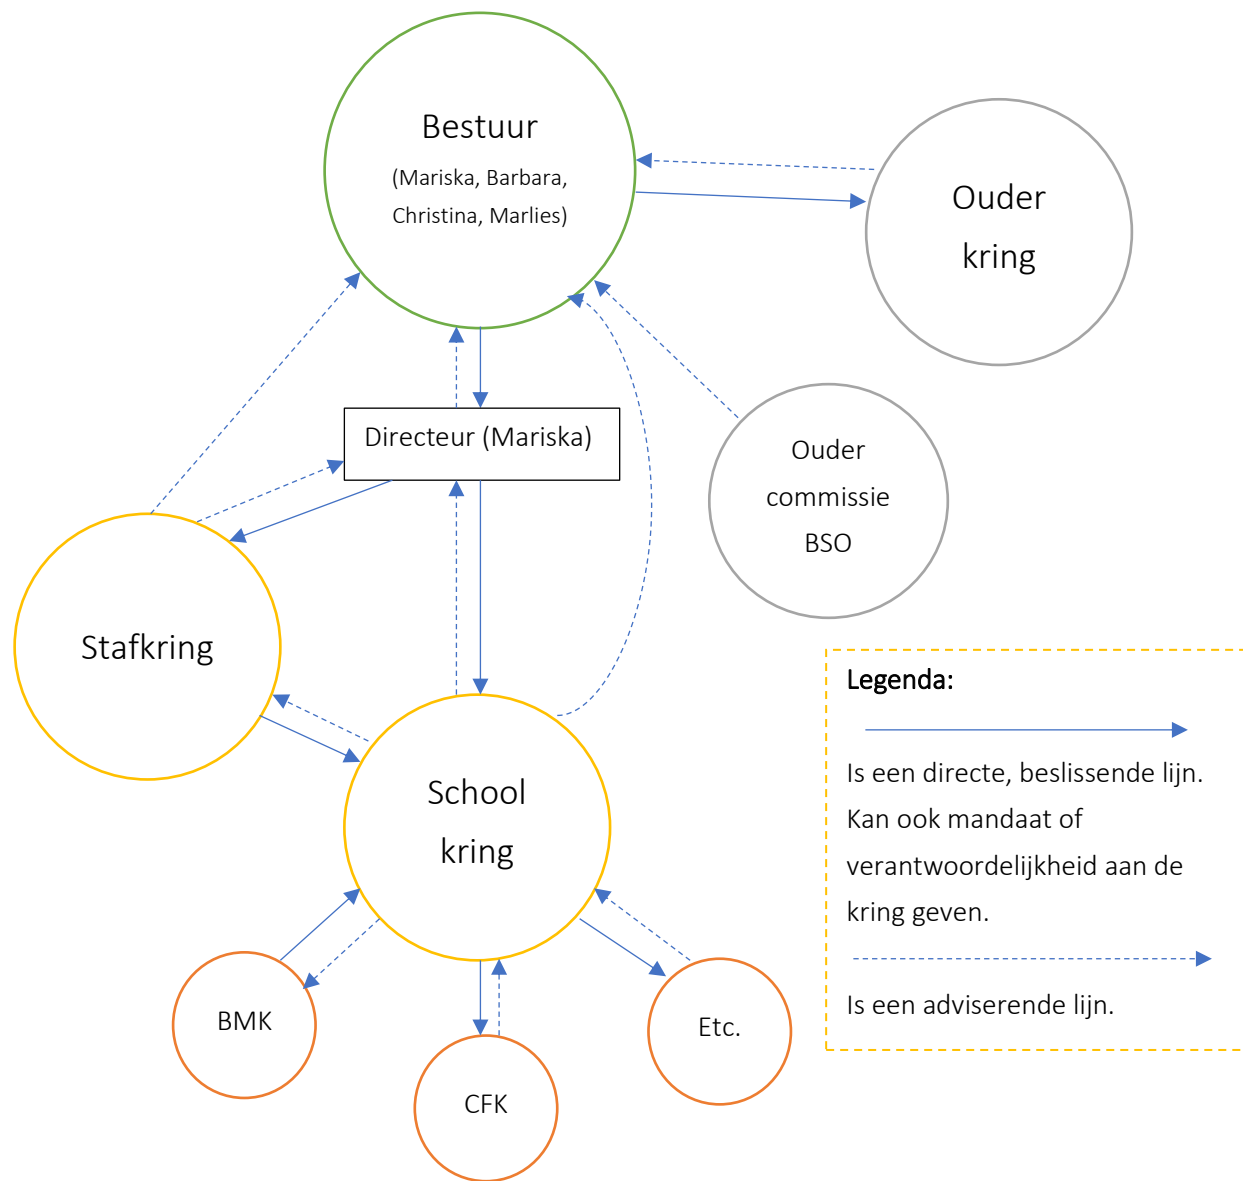 Bestuur
(Mariska, Barbara,
Christina, Marlies)
Ouder
kring
Directeur (Mariska)
Ouder
commissie
BSO
Stafkring
School
kring
BMK
CFK
Etc.
Legenda:
Is een directe, beslissende lijn.
Kan ook mandaat of
verantwoordelijkheid aan de
kring geven.
Is een adviserende lijn.